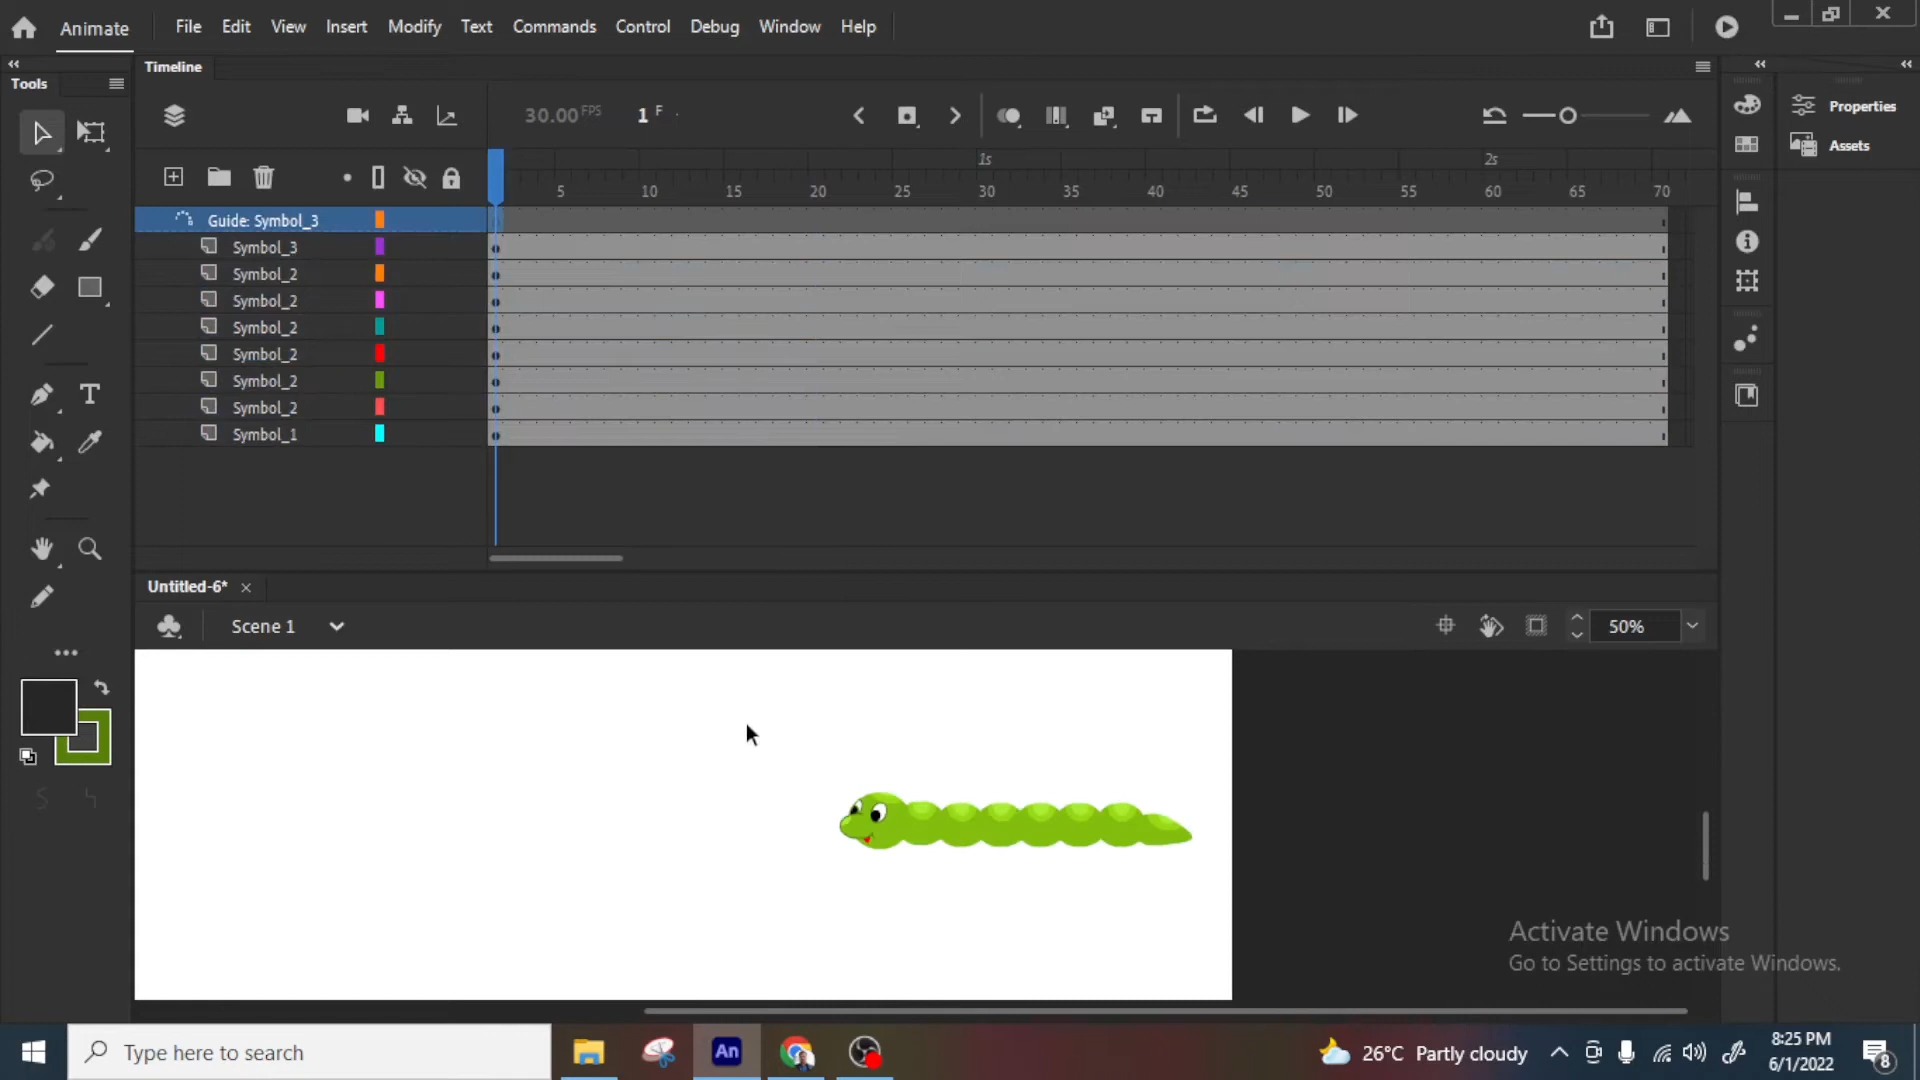 Animate File Edit View Insert Modify Text Commands Control Debug Window Help
Tools
Timeline
30.00 FPS 1 F
Properties
Assets
1s 2s
5 10 15 20 25 30 35 40 45 50 55 60 65 70
Guide: Symbol_3
Symbol_3
Symbol_2
Symbol_2
Symbol_2
Symbol_2
Symbol_2
Symbol_2
Symbol_1
Untitled-6*
Scene 1
50%
Activate Windows
Go to Settings to activate Windows.
Type here to search
An
26°C Partly cloudy
8:25 PM
6/1/2022
8